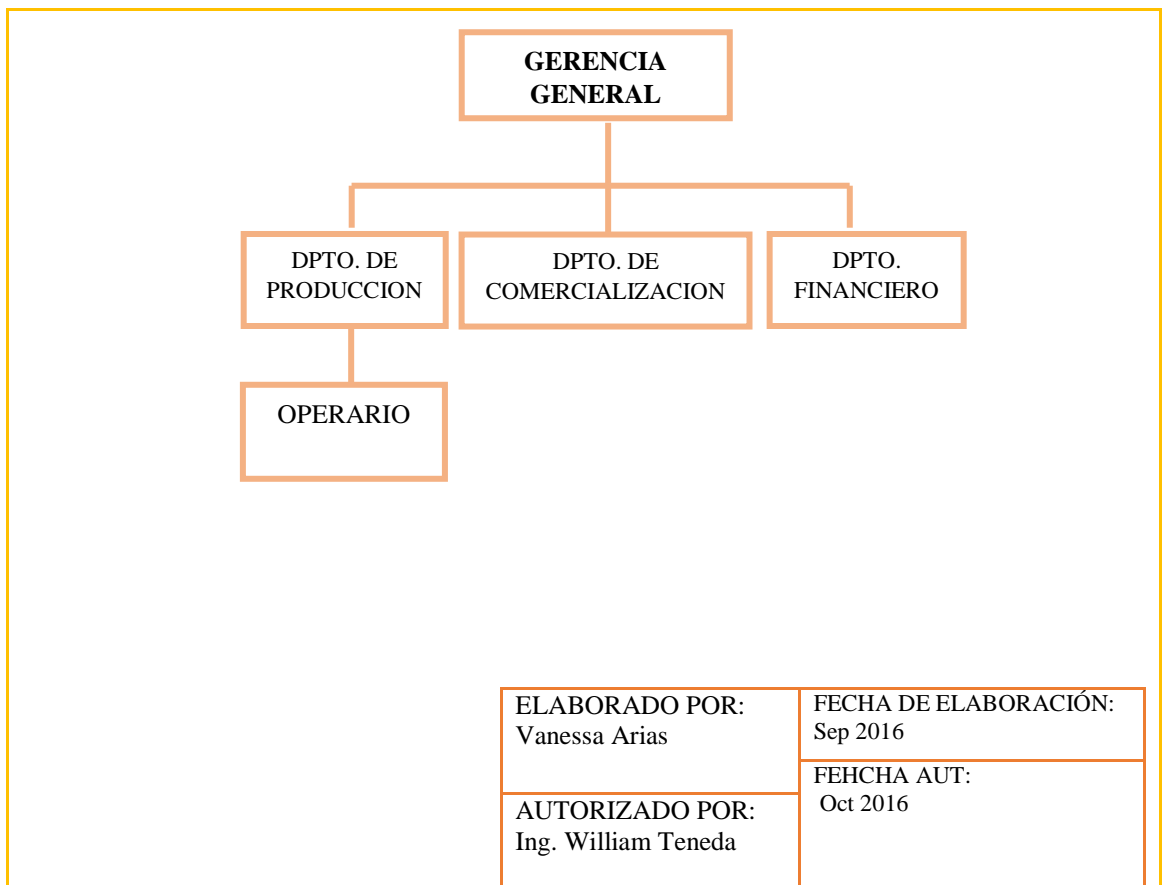 GERENCIA
GENERAL
DPTO. DE
PRODUCCION
DPTO. DE
COMERCIALIZACION
DPTO.
FINANCIERO
OPERARIO
ELABORADO POR:
Vanessa Arias
FECHA DE ELABORACIÓN:
Sep 2016
AUTORIZADO POR:
Ing. William Teneda
FEHCHA AUT:
Oct 2016